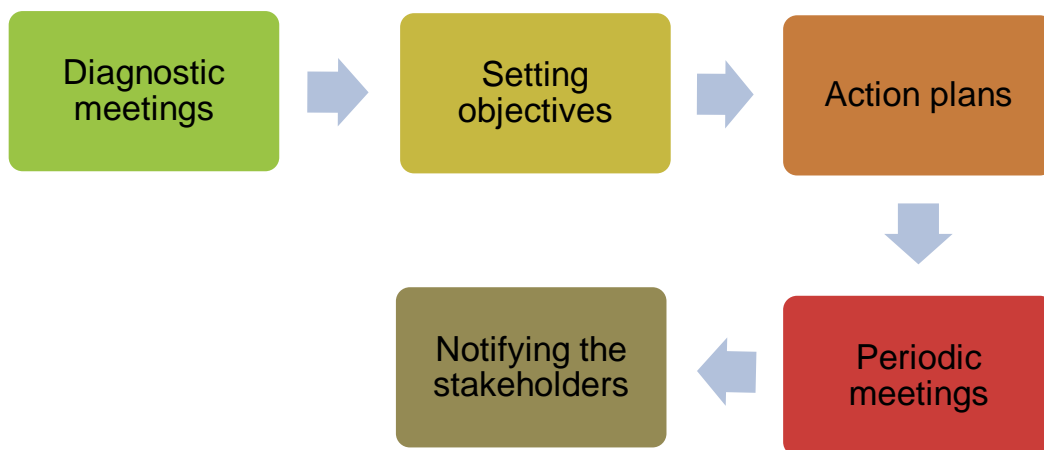 Diagnostic
meetings
Setting
objectives
Action plans
Periodic
meetings
Notifying the
stakeholders